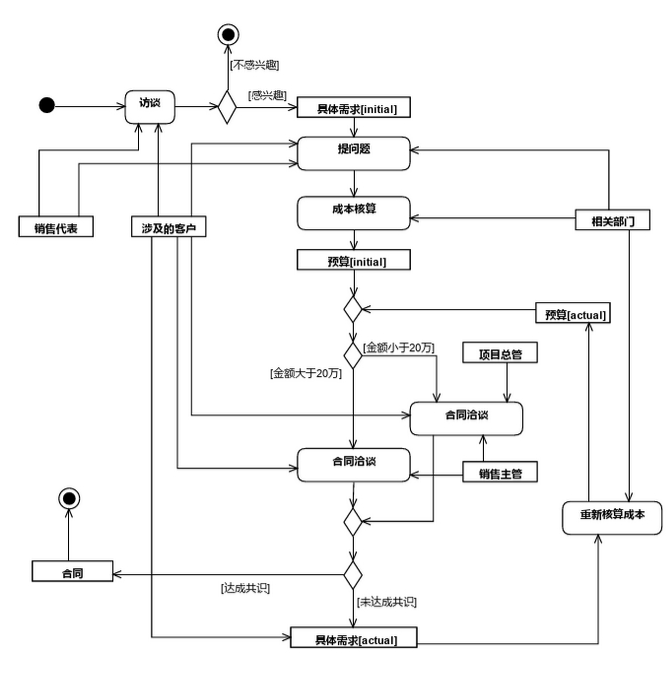 [不感兴趣]
访谈
[感兴趣]
具体需求[initial]
提问题
成本核算
销售代表
涉及的客户
相关部门
预算[initial]
预算[actual]
[金额小于20万]
项目总管
[金额大于20万]
合同洽谈
合同洽谈
销售主管
重新核算成本
合同
[达成共识]
[未达成共识]
具体需求[actual]